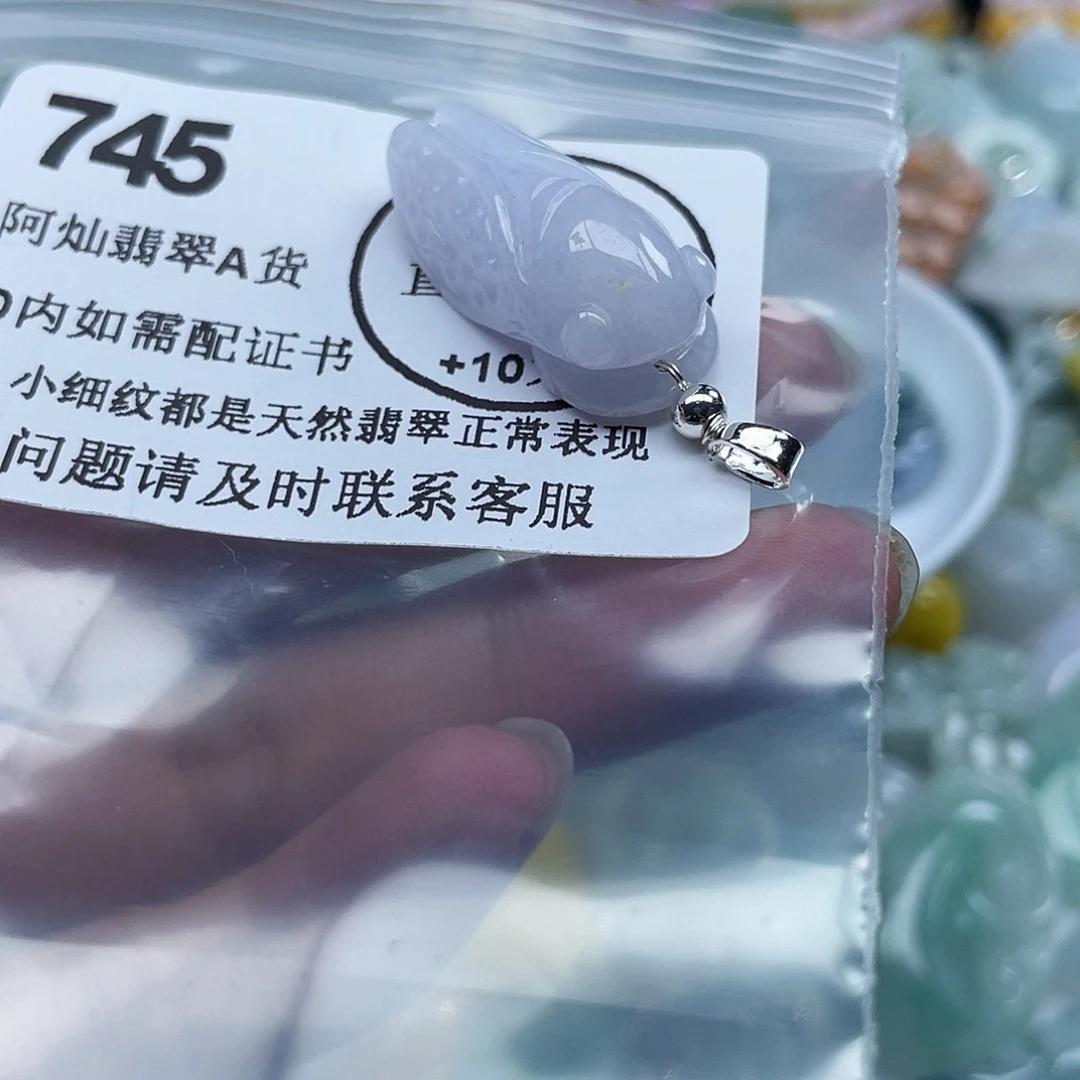 745
阿灿翡翠A货
内如需配证书
+10
小细纹都是天然翡翠正常表现
问题请及时联系客服